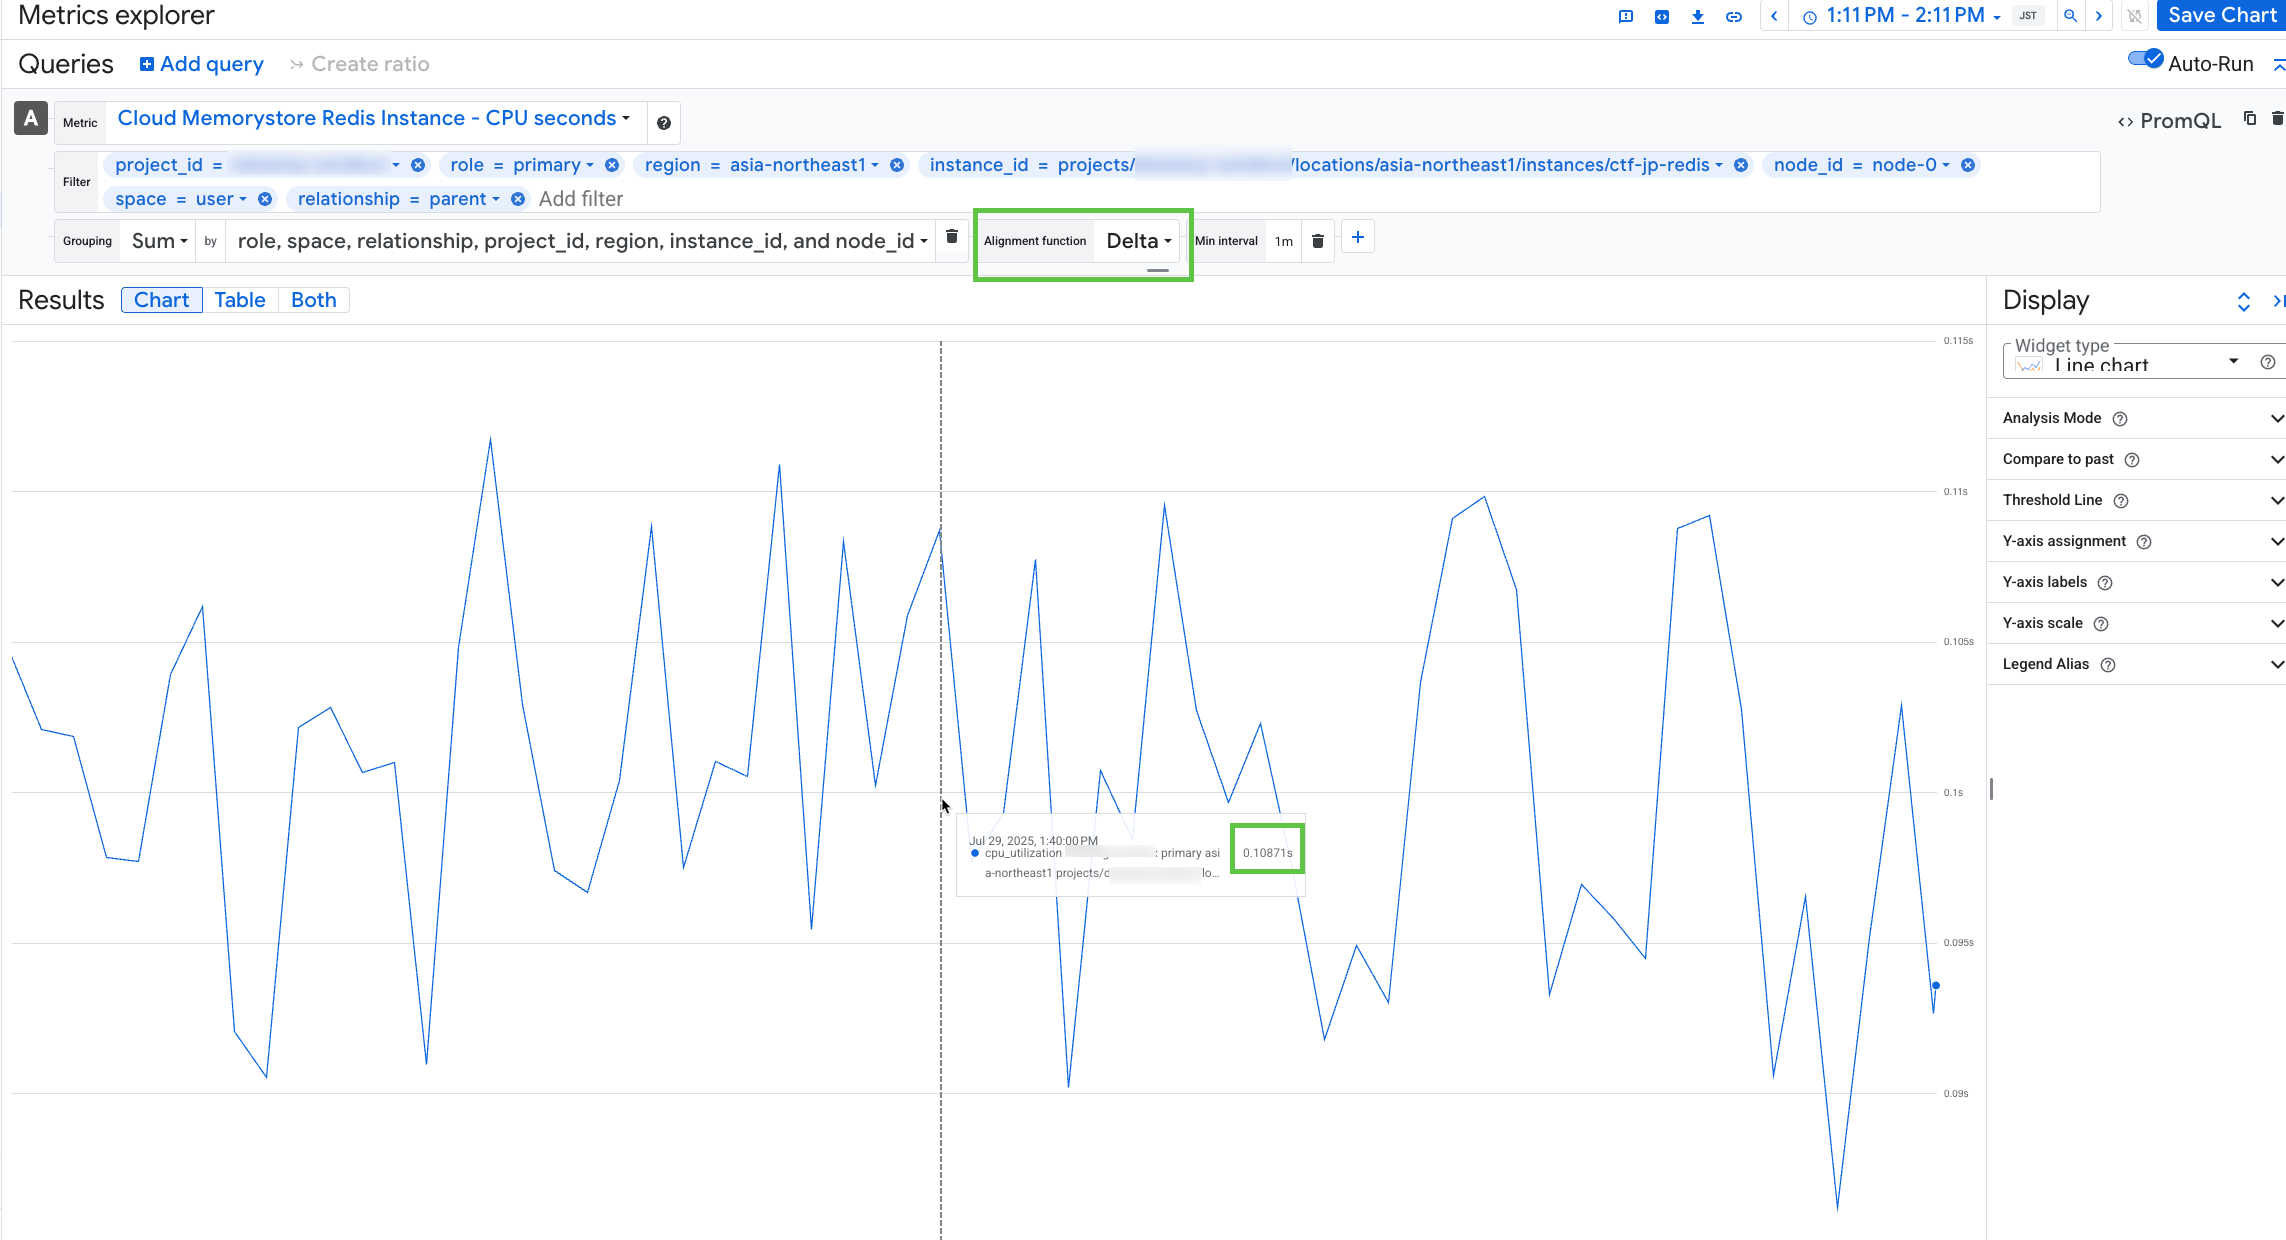 Metrics explorer
1:11 PM - 2:11 PM JST
Save Chart
Queries Add query Create ratio
Auto-Run
A Metric Cloud Memorystore Redis Instance - CPU seconds
PromQL
Filter
project_id =
role = primary
region = asia-northeast1
instance_id = projects/ /locations/asia-northeast1/instances/ctf-jp-redis
node_id = node-0
space = user
relationship = parent
Add filter
Grouping Sum by role, space, relationship, project_id, region, instance_id, and node_id
Alignment function Delta
Min interval 1m
Results Chart Table Both
Display
Widget type
Line chart
Analysis Mode
Compare to past
Threshold Line
Y-axis assignment
Y-axis labels
Y-axis scale
Legend Alias
0.115s
0.11s
0.105s
0.1s
0.095s
0.09s
Jul 29, 2025, 1:40:00 PM
cpu_utilization primary asi 0.10871s
a-northeast1 projects/ lo...